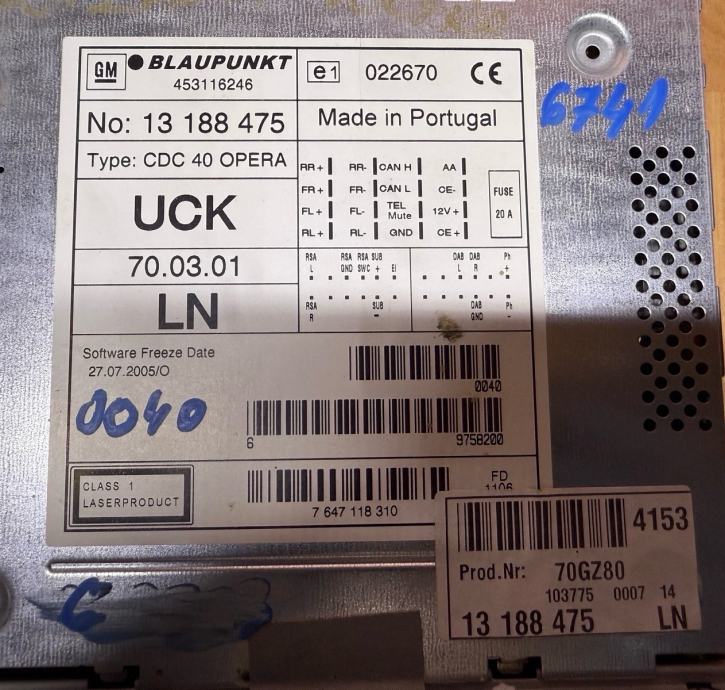 6741
GM BLAUPUNKT
453116246
e1 022670 CE
No: 13 188 475
Made in Portugal
Type: CDC 40 OPERA
UCK
70.03.01
LN
RR+ RR- CAN H AA
FR+ FR- CAN L CE-
FL+ FL- TEL Mute 12V+
RL+ RL- GND CE+
FUSE
20 A
RSA RSA RSA SUB DAB DAB Ph
L GND SWC + EI L R +
RSA SUB DAB Ph
R - GND -
Software Freeze Date
27.07.2005/O
0040
0040
6 9758200
CLASS 1
LASERPRODUCT
7 647 118 310
FD
1106
4153
Prod.Nr: 70GZ80
103775 0007 14
13 188 475 LN
C